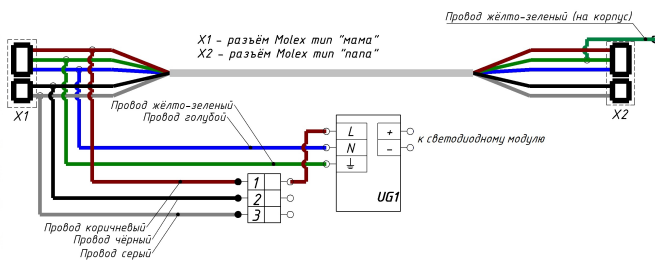 Провод жёлто-зеленый (на корпус)
X1 - разъём Molex тип "мама"
X2 - разъём Molex тип "папа"
X1
X2
Провод жёлто-зеленый
Провод голубой
L
N
+
-
к светодиодному модулю
UG1
1
2
3
Провод коричневый
Провод чёрный
Провод серый